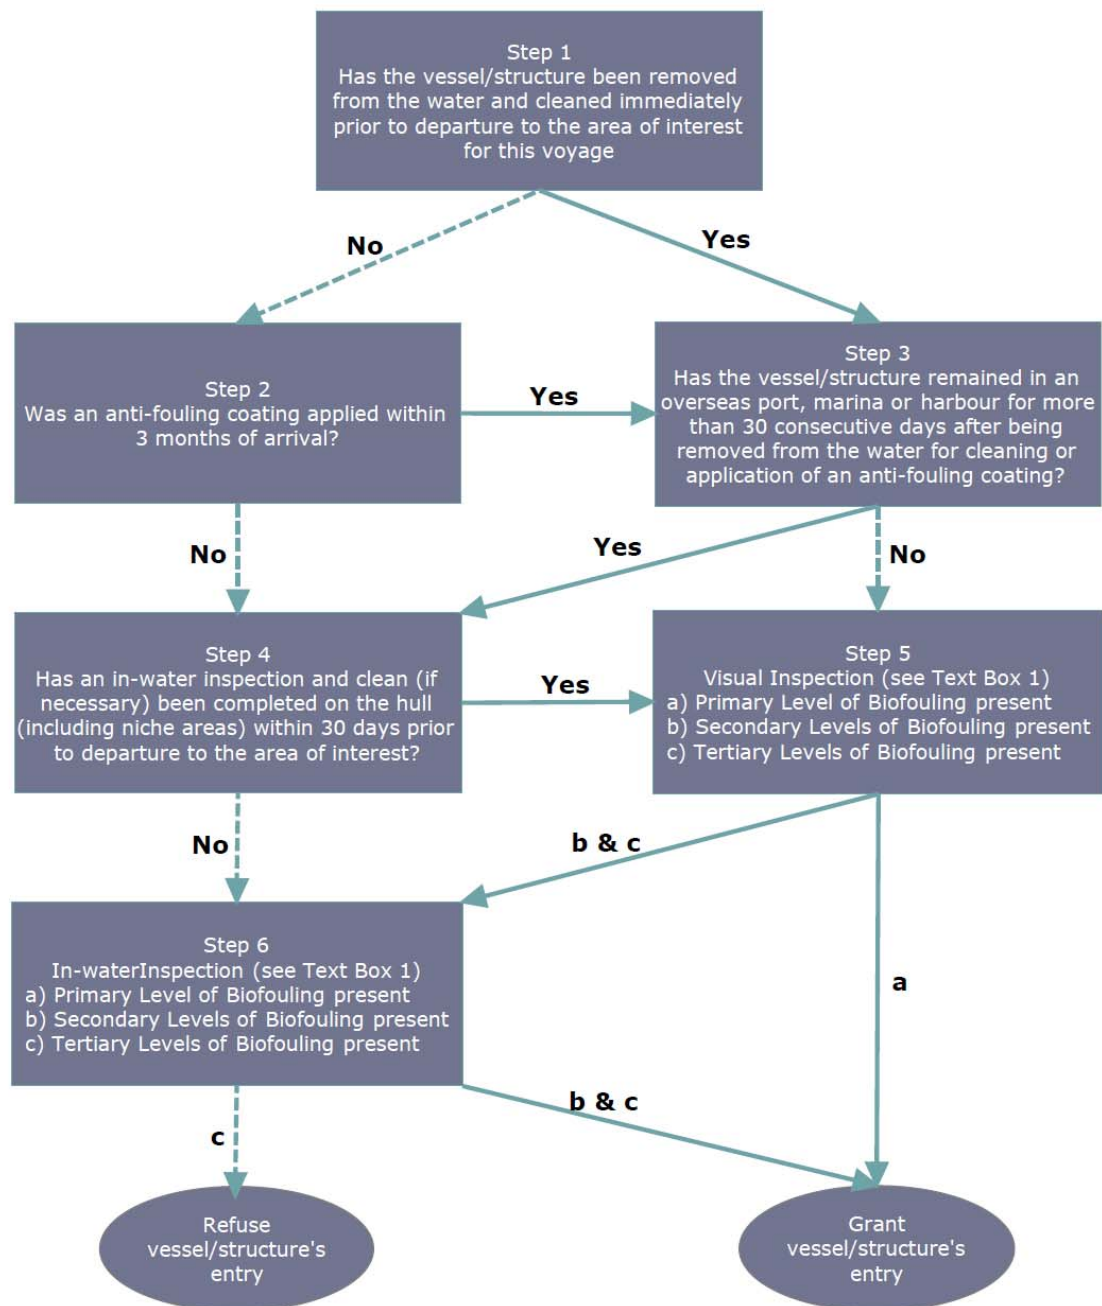 Step 1
Has the vessel/structure been removed
from the water and cleaned immediately
prior to departure to the area of interest
for this voyage
No
Yes
Step 2
Was an anti-fouling coating applied within
3 months of arrival?
Yes
Step 3
Has the vessel/structure remained in an
overseas port, marina or harbour for more
than 30 consecutive days after being
removed from the water for cleaning or
application of an anti-fouling coating?
No
Yes
No
Step 4
Has an in-water inspection and clean (if
necessary) been completed on the hull
(including niche areas) within 30 days prior
to departure to the area of interest?
Yes
Step 5
Visual Inspection (see Text Box 1)
a) Primary Level of Biofouling present
b) Secondary Levels of Biofouling present
c) Tertiary Levels of Biofouling present
No
b & c
Step 6
In-waterInspection (see Text Box 1)
a) Primary Level of Biofouling present
b) Secondary Levels of Biofouling present
c) Tertiary Levels of Biofouling present
a
c
b & c
Refuse
vessel/structure's
entry
Grant
vessel/structure's
entry